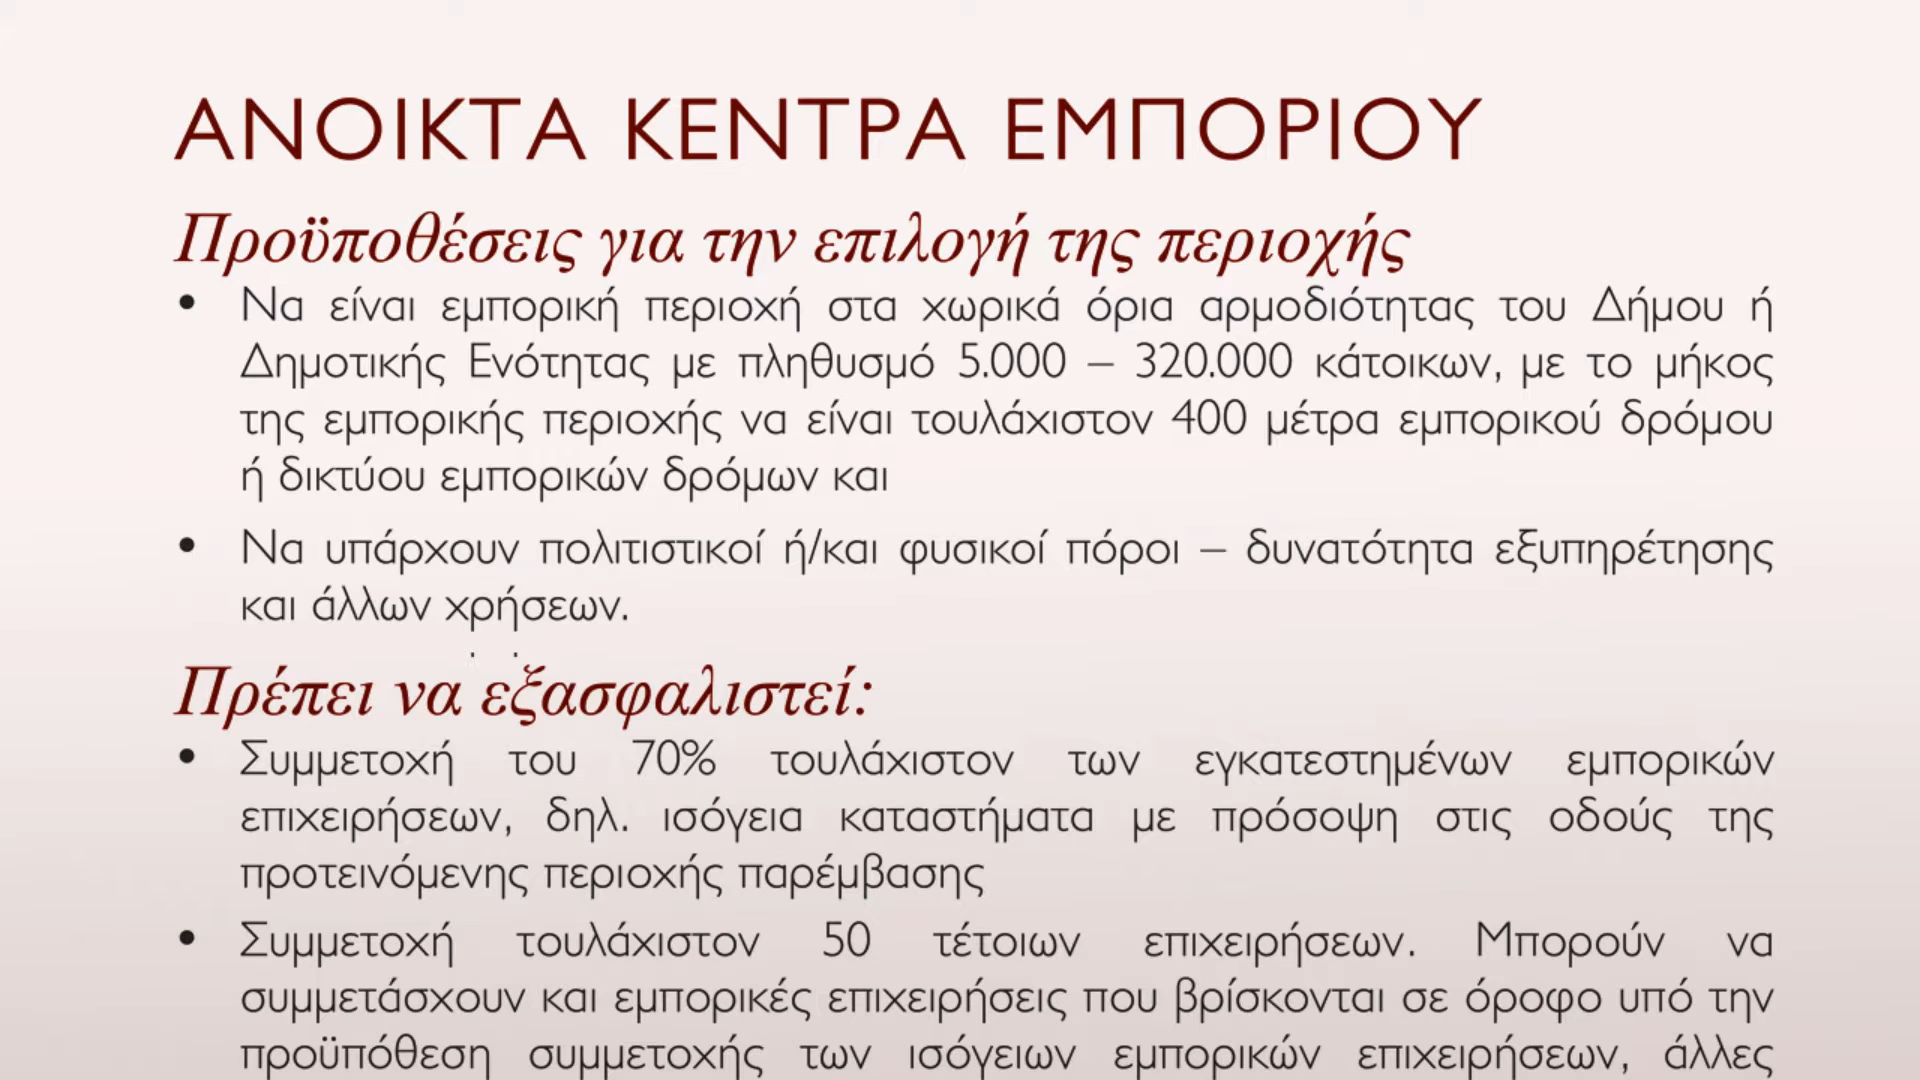 ΑΝΟΙΚΤΑ ΚΕΝΤΡΑ ΕΜΠΟΡΙΟΥ
Προϋποθέσεις για την επιλογή της περιοχής
• Να είναι εμπορική περιοχή στα χωρικά όρια αρμοδιότητας του Δήμου ή
Δημοτικής Ενότητας με πληθυσμό 5.000 – 320.000 κάτοικων, με το μήκος
της εμπορικής περιοχής να είναι τουλάχιστον 400 μέτρα εμπορικού δρόμου
ή δικτύου εμπορικών δρόμων και
• Να υπάρχουν πολιτιστικοί ή/και φυσικοί πόροι – δυνατότητα εξυπηρέτησης
και άλλων χρήσεων.
Πρέπει να εξασφαλιστεί:
• Συμμετοχή του 70% τουλάχιστον των εγκατεστημένων εμπορικών
επιχειρήσεων, δηλ. ισόγεια καταστήματα με πρόσοψη στις οδούς της
προτεινόμενης περιοχής παρέμβασης
• Συμμετοχή τουλάχιστον 50 τέτοιων επιχειρήσεων. Μπορούν να
συμμετάσχουν και εμπορικές επιχειρήσεις που βρίσκονται σε όροφο υπό την
προϋπόθεση συμμετοχής των ισόγειων εμπορικών επιχειρήσεων, άλλες